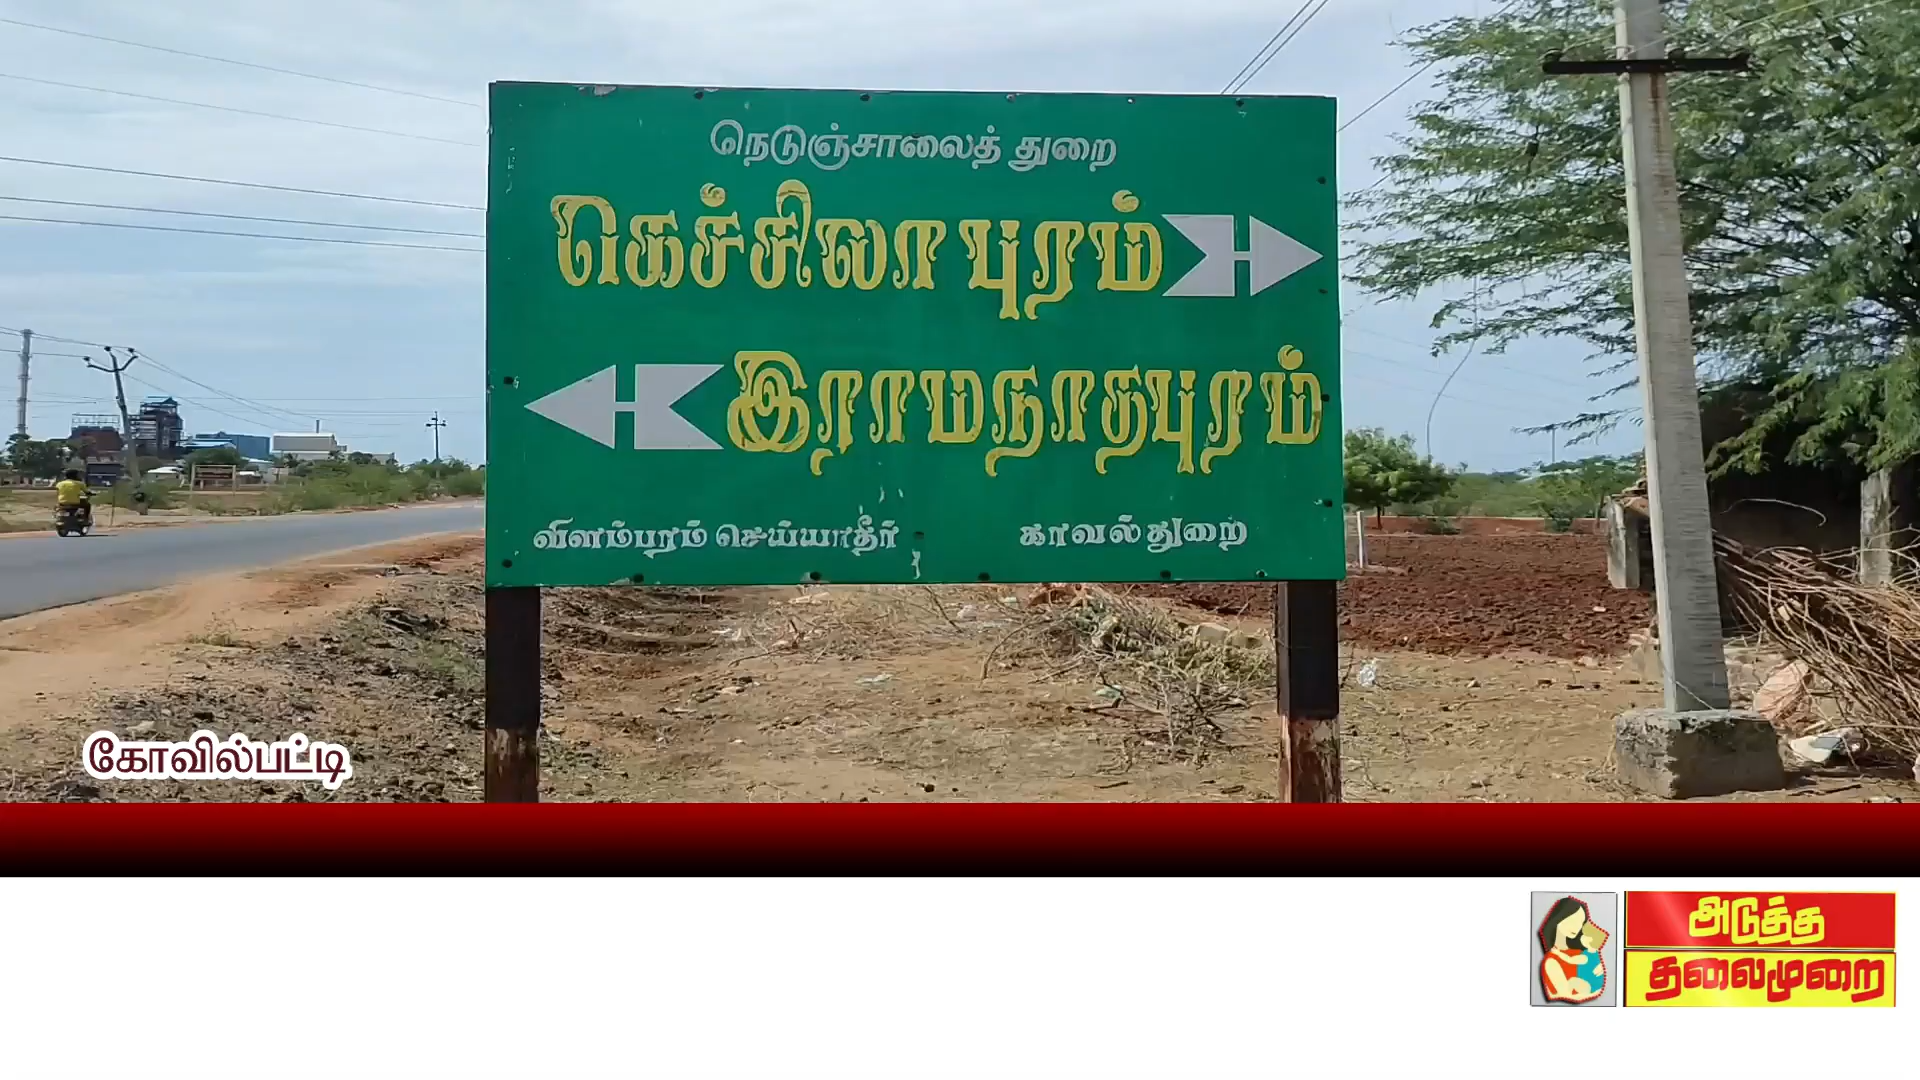 நெடுஞ்சாலைத் துறை
கெச்சிலாபுரம்
இராமநாதபுரம்
விளம்பரம் செய்யாதீர் காவல் துறை
கோவில்பட்டி
அடுத்த
தலைமுறை